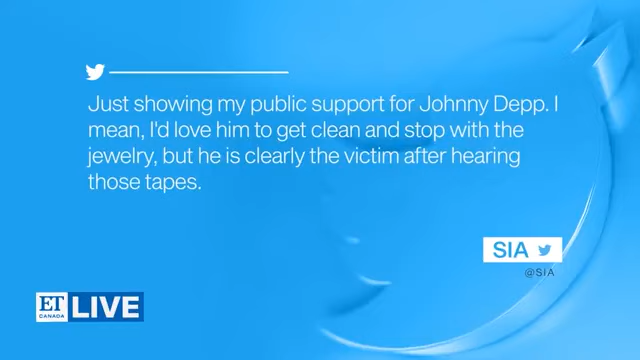 Just showing my public support for Johnny Depp. I
mean, I'd love him to get clean and stop with the
jewelry, but he is clearly the victim after hearing
those tapes.
SIA
@SIA
ET CANADA LIVE